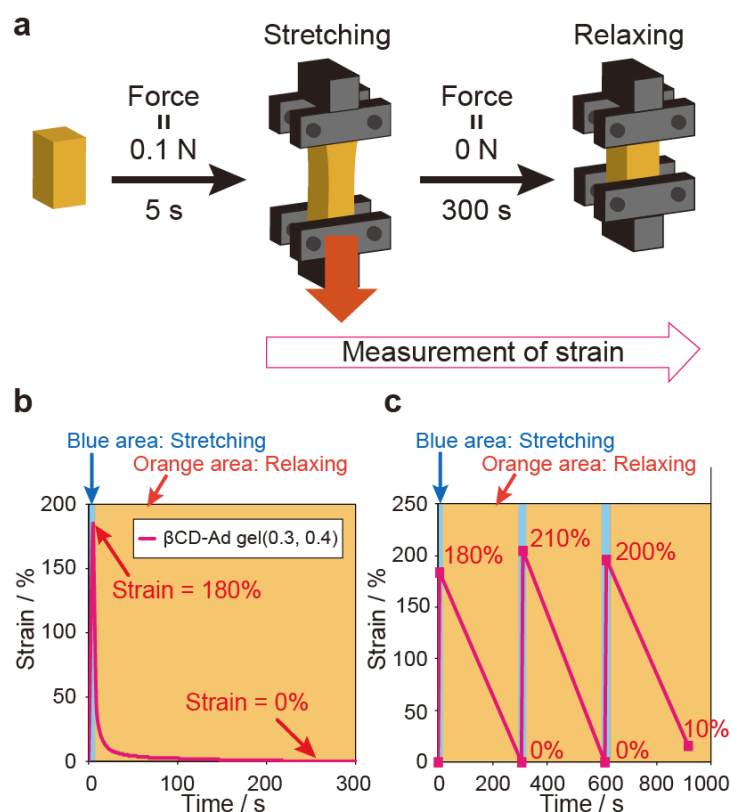 a
Stretching
Relaxing
Force
=
0.1 N
5 s
Force
=
0 N
300 s
Measurement of strain
b
Blue area: Stretching
Orange area: Relaxing
200
150
100
50
0
Strain / %
βCD-Ad gel(0.3, 0.4)
Strain = 180%
Strain = 0%
0
100
200
300
Time / s
c
Blue area: Stretching
Orange area: Relaxing
250
200
150
100
50
0
Strain / %
180%
210%
200%
0%
0%
10%
0
200
400
600
800
1000
Time / s